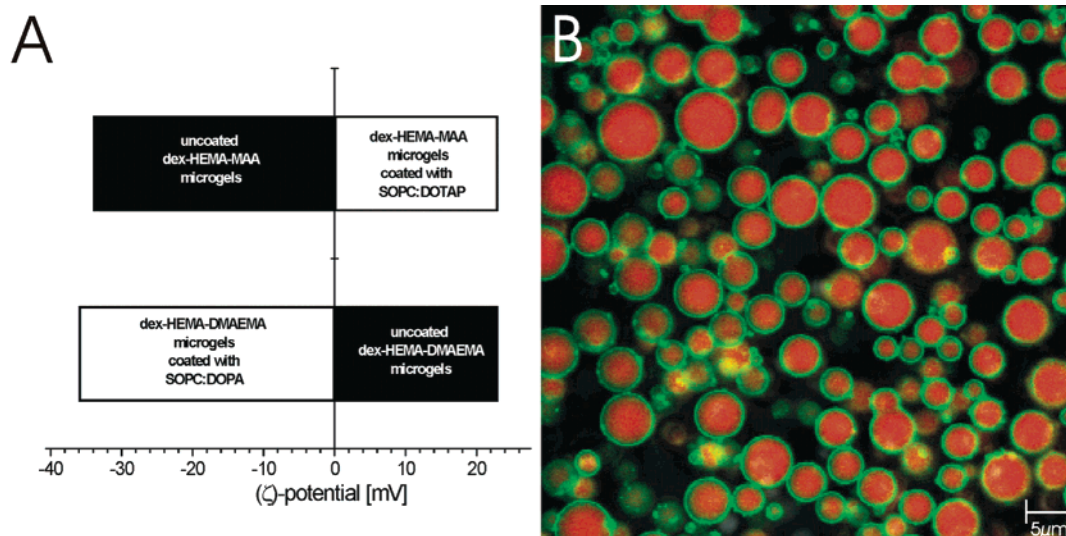 A
B
uncoated
dex-HEMA-MAA
microgels
dex-HEMA-MAA
microgels
coated with
SOPC:DOTAP
dex-HEMA-DMAEMA
microgels
coated with
SOPC:DOPA
uncoated
dex-HEMA-DMAEMA
microgels
-40 -30 -20 -10 0 10 20
(ζ)-potential [mV]
5µm